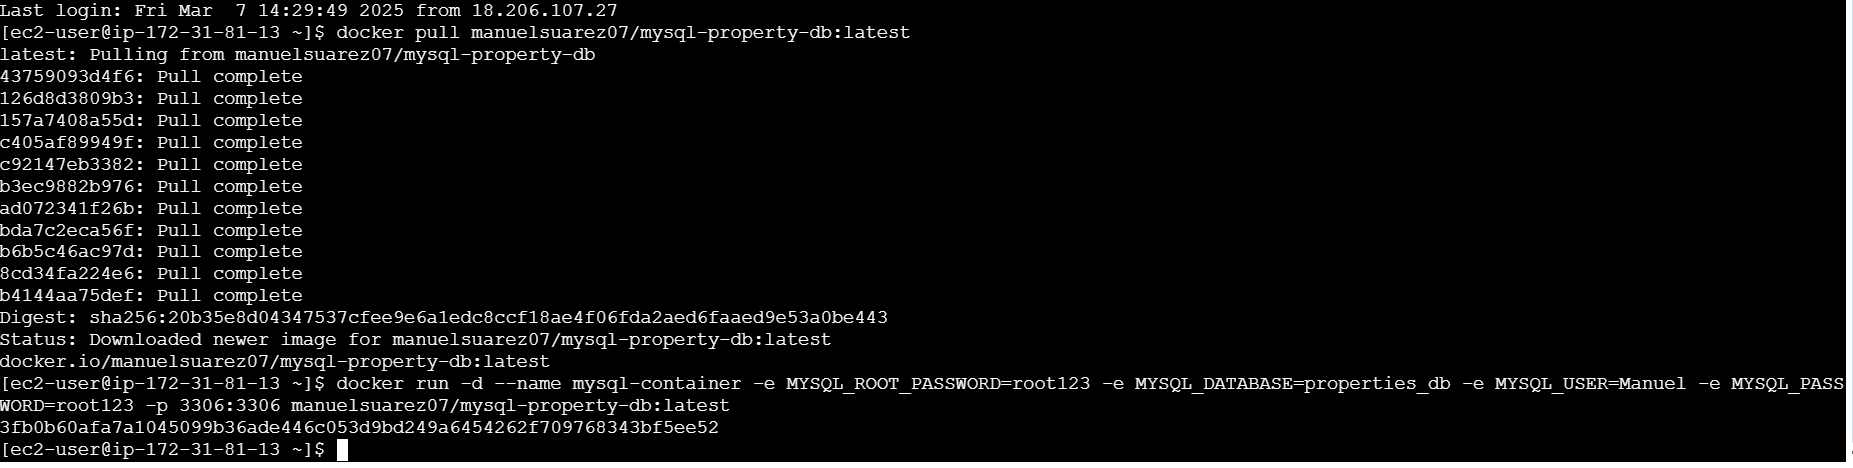 Last login: Fri Mar  7 14:29:49 2025 from 18.206.107.27
[ec2-user@ip-172-31-81-13 ~]$ docker pull manuelsuarez07/mysql-property-db:latest
latest: Pulling from manuelsuarez07/mysql-property-db
43759093d4f6: Pull complete
126d8d3809b3: Pull complete
157a7408a55d: Pull complete
c405af89949f: Pull complete
c92147eb3382: Pull complete
b3ec9882b976: Pull complete
ad072341f26b: Pull complete
bda7c2eca56f: Pull complete
b6b5c46ac97d: Pull complete
8cd34fa224e6: Pull complete
b4144aa75def: Pull complete
Digest: sha256:20b35e8d04347537cfee9e6a1edc8ccf18ae4f06fda2aed6faaed9e53a0be443
Status: Downloaded newer image for manuelsuarez07/mysql-property-db:latest
docker.io/manuelsuarez07/mysql-property-db:latest
[ec2-user@ip-172-31-81-13 ~]$ docker run -d --name mysql-container -e MYSQL_ROOT_PASSWORD=root123 -e MYSQL_DATABASE=properties_db -e MYSQL_USER=Manuel -e MYSQL_PASS
WORD=root123 -p 3306:3306 manuelsuarez07/mysql-property-db:latest
3fb0b60afa7a1045099b36ade446c053d9bd249a6454262f709768343bf5ee52
[ec2-user@ip-172-31-81-13 ~]$